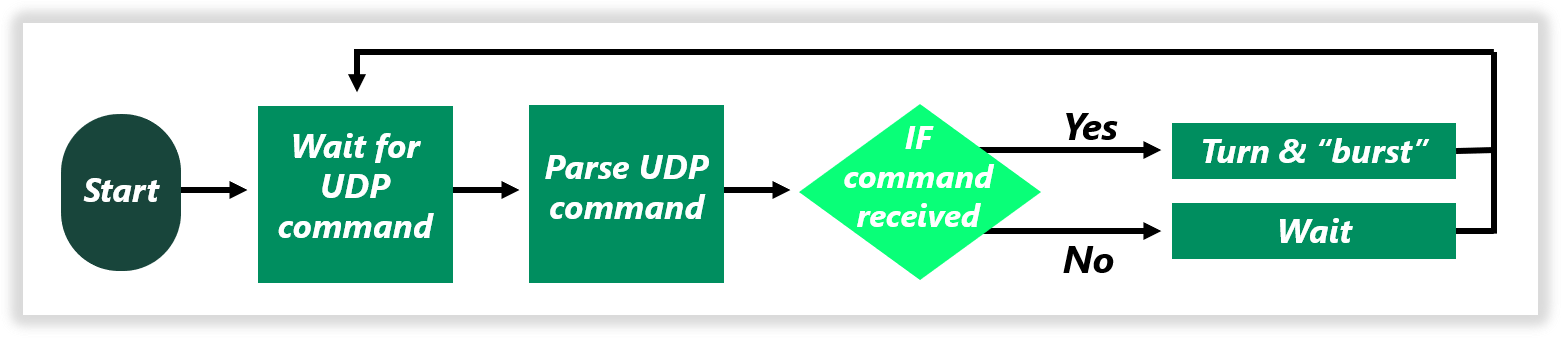 Start
Wait for
UDP
command
Parse UDP
command
IF
command
received
Yes
Turn & “burst”
No
Wait